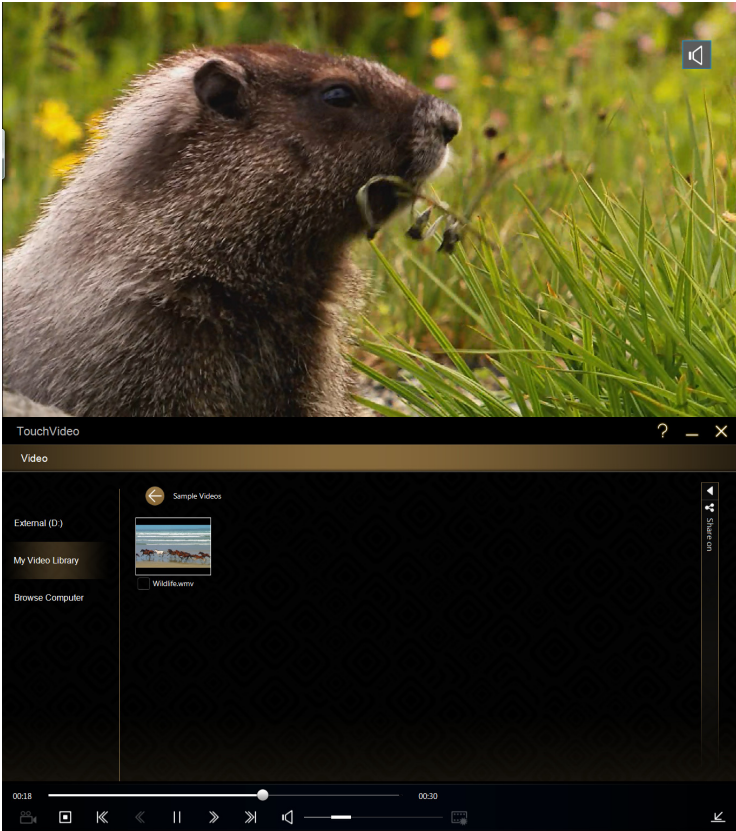 TouchVideo
?
Video
Sample Videos
External (D:)
My Video Library
Browse Computer
Wildlife.wmv
Share on
00:18
00:30